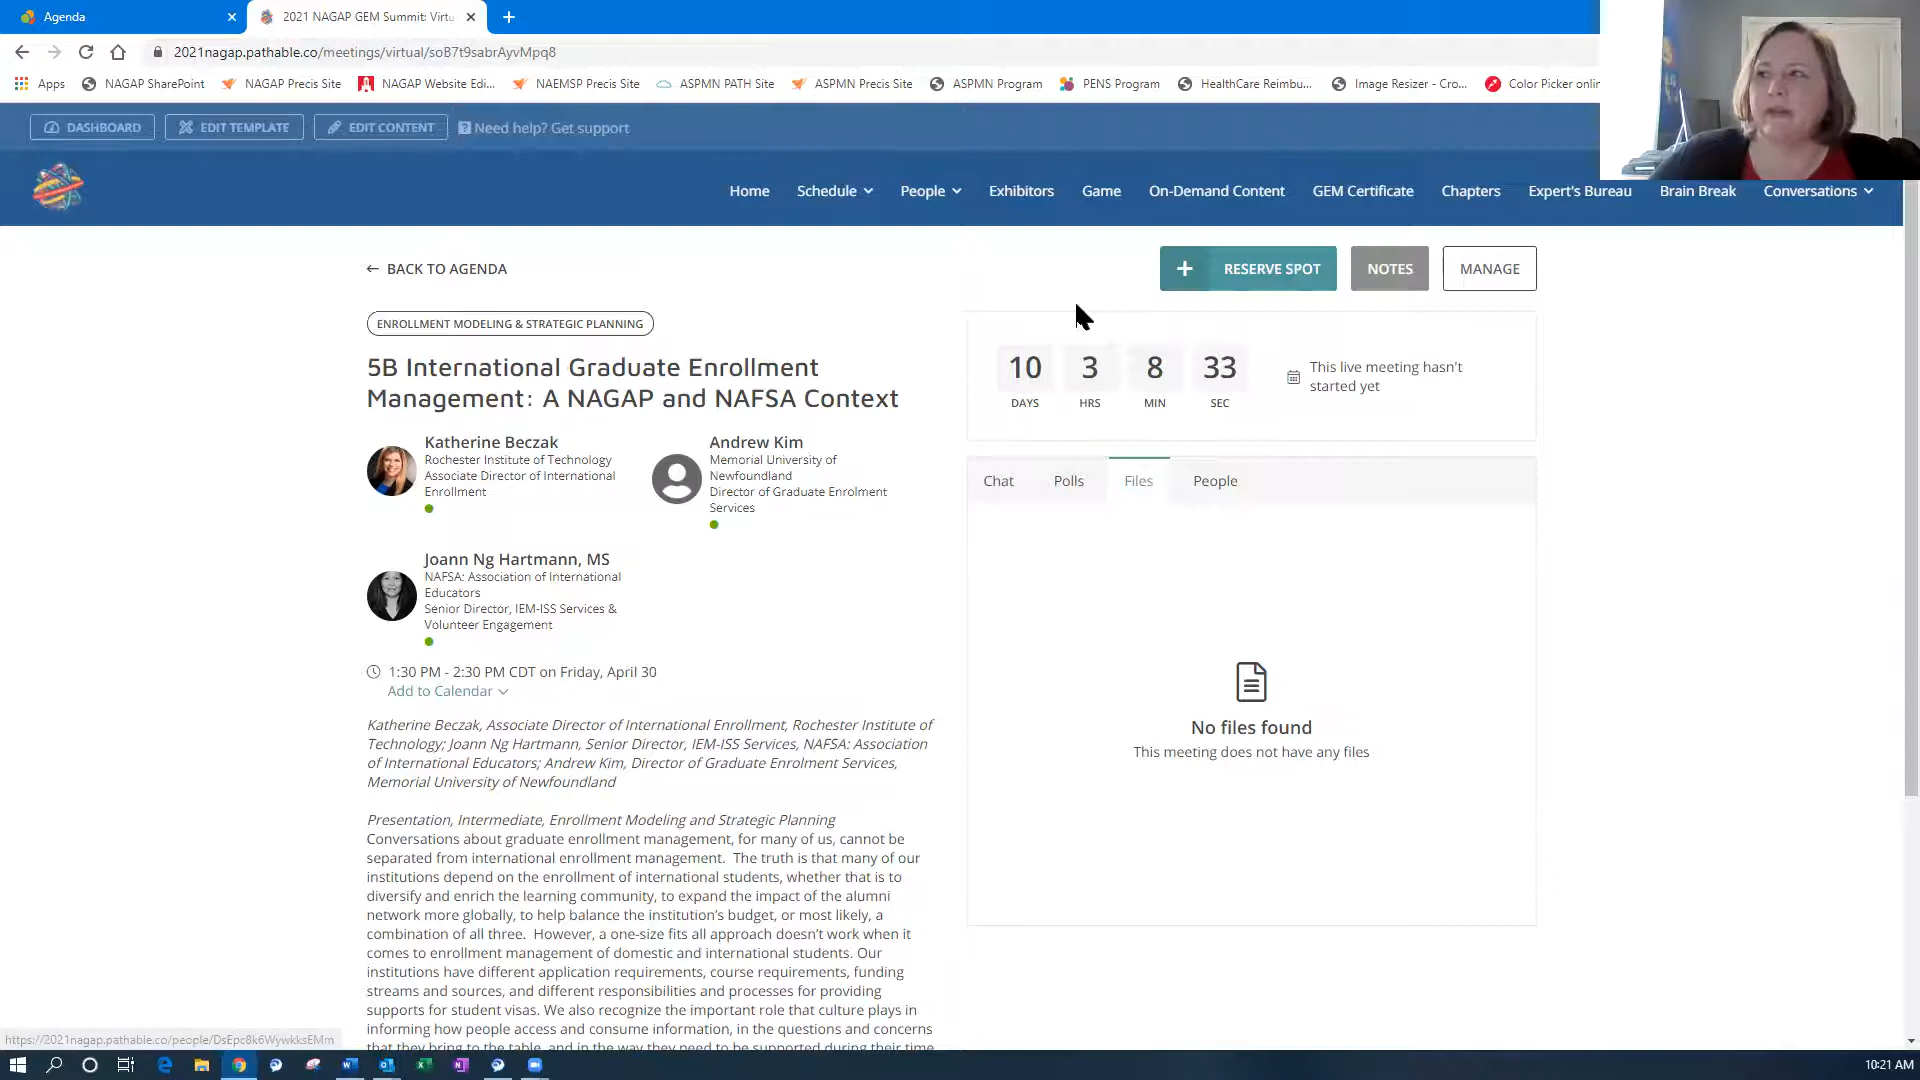 Agenda
2021 NAGAP GEM Summit: Virtu
2021nagap.pathable.co/meetings/virtual/soB7t9sabrAyvMpq8
Apps NAGAP SharePoint NAGAP Precis Site NAGAP Website Edi... NAEMSP Precis Site ASPMN PATH Site ASPMN Precis Site ASPMN Program PENS Program HealthCare Reimbu... Image Resizer - Cro... Color Picker onlin
DASHBOARD EDIT TEMPLATE EDIT CONTENT Need help? Get support
Home Schedule People Exhibitors Game On-Demand Content GEM Certificate Chapters Expert's Bureau Brain Break Conversations
← BACK TO AGENDA
+ RESERVE SPOT NOTES MANAGE
ENROLLMENT MODELING & STRATEGIC PLANNING
5B International Graduate Enrollment
Management: A NAGAP and NAFSA Context
Katherine Beczak
Rochester Institute of Technology
Associate Director of International
Enrollment
Andrew Kim
Memorial University of
Newfoundland
Director of Graduate Enrolment
Services
Joann Ng Hartmann, MS
NAFSA: Association of International
Educators
Senior Director, IEM-ISS Services &
Volunteer Engagement
1:30 PM - 2:30 PM CDT on Friday, April 30
Add to Calendar
Katherine Beczak, Associate Director of International Enrollment, Rochester Institute of
Technology; Joann Ng Hartmann, Senior Director, IEM-ISS Services, NAFSA: Association
of International Educators; Andrew Kim, Director of Graduate Enrolment Services,
Memorial University of Newfoundland
Presentation, Intermediate, Enrollment Modeling and Strategic Planning
Conversations about graduate enrollment management, for many of us, cannot be
separated from international enrollment management.  The truth is that many of our
institutions depend on the enrollment of international students, whether that is to
diversify and enrich the learning community, to expand the impact of the alumni
network more globally, to help balance the institution's budget, or most likely, a
combination of all three.  However, a one-size fits all approach doesn't work when it
comes to enrollment management of domestic and international students. Our
institutions have different application requirements, course requirements, funding
streams and sources, and different responsibilities and processes for providing
supports for student visas. We also recognize the important role that culture plays in
informing how people access and consume information, in the questions and concerns
that they bring to the table, and in the way they need to be supported during their time
10 3 8 33
DAYS HRS MIN SEC
This live meeting hasn't
started yet
Chat Polls Files People
No files found
This meeting does not have any files
https://2021nagap.pathable.co/people/DsEpc8k6WywkksEMm
10:21 AM